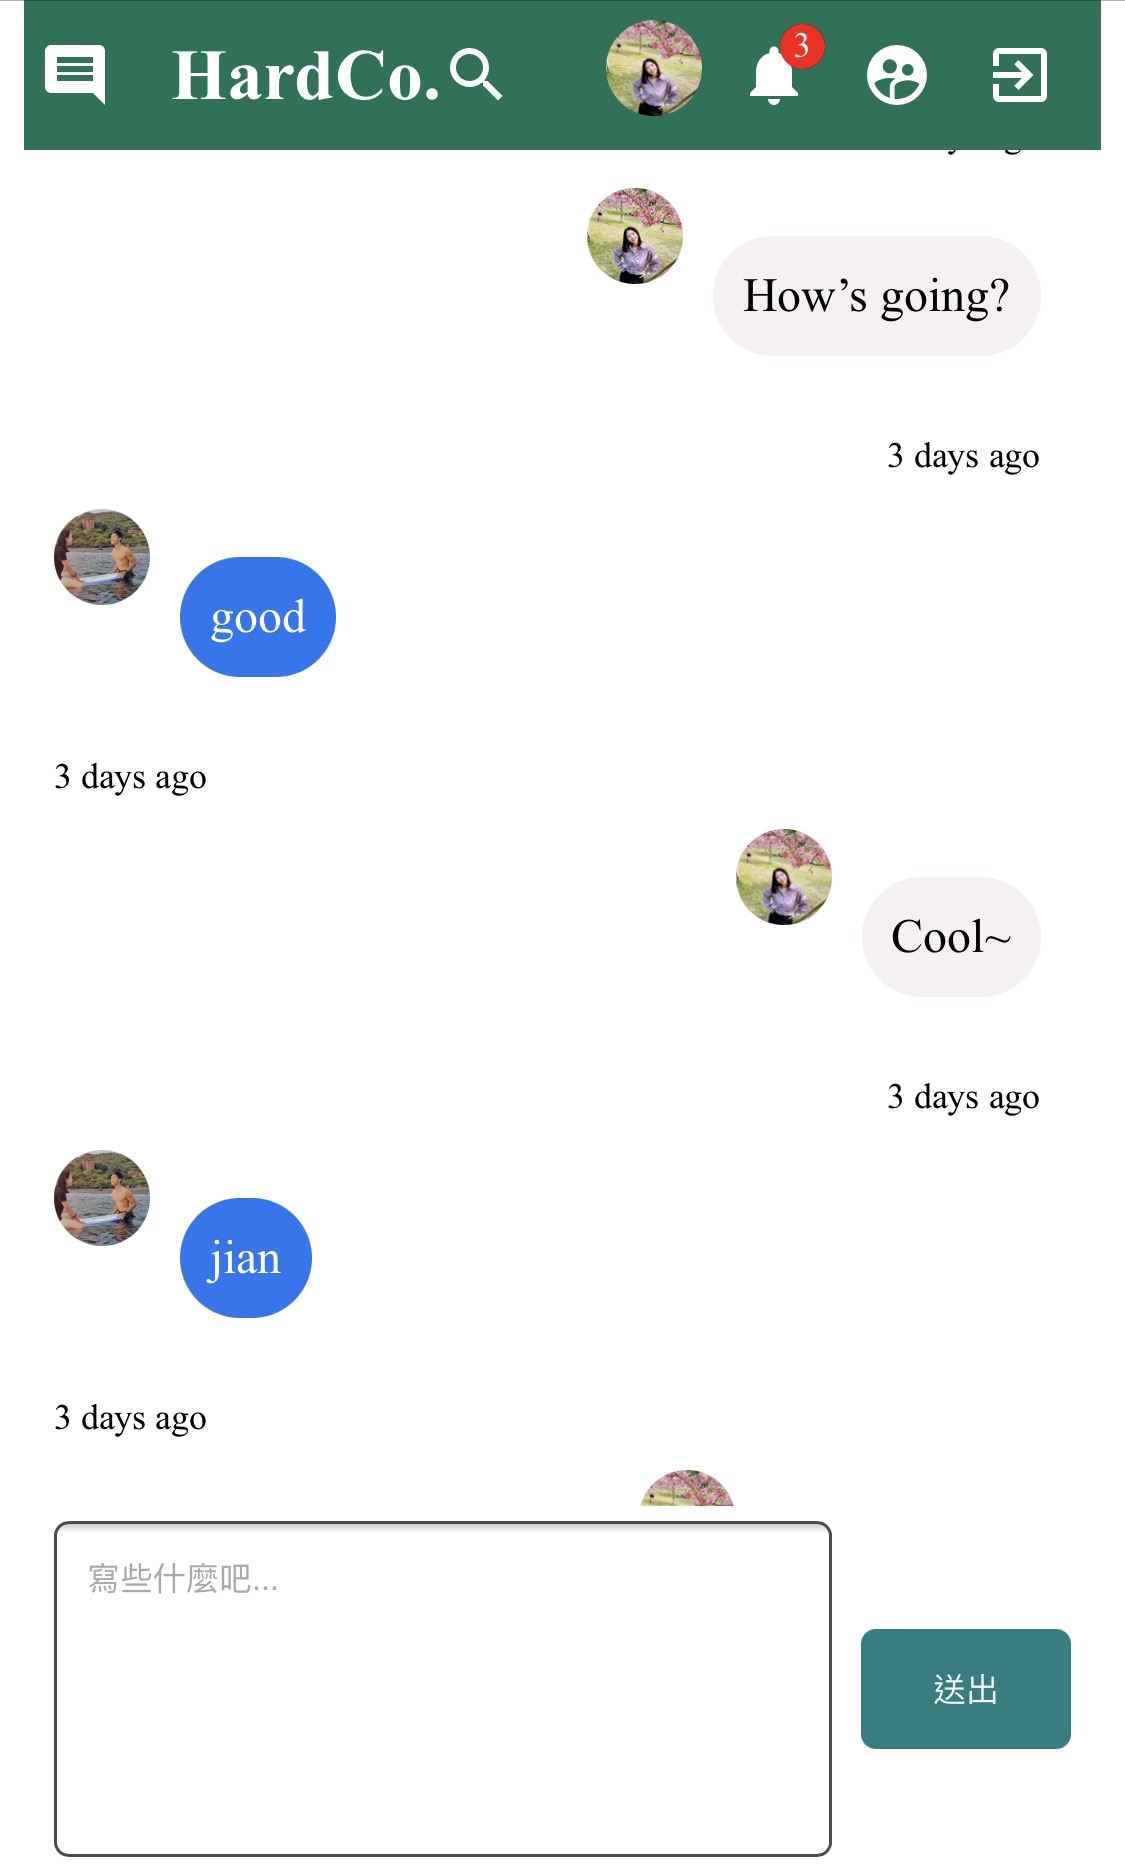 HardCo.
3
How’s going?
3 days ago
good
3 days ago
Cool~
3 days ago
jian
3 days ago
寫些什麼吧...
送出